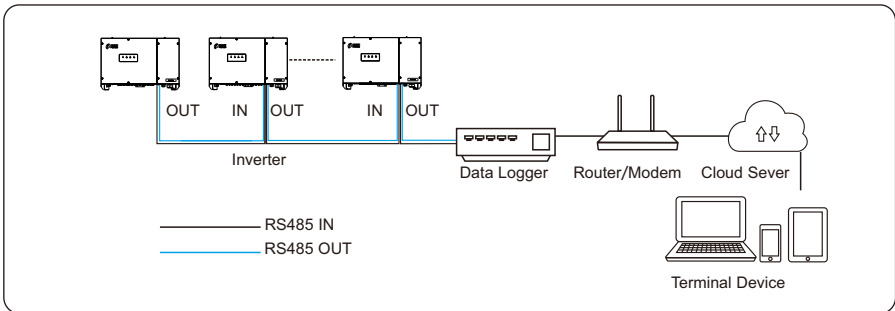 OUT IN OUT IN OUT
Inverter
Data Logger Router/Modem Cloud Sever
RS485 IN
RS485 OUT
Terminal Device